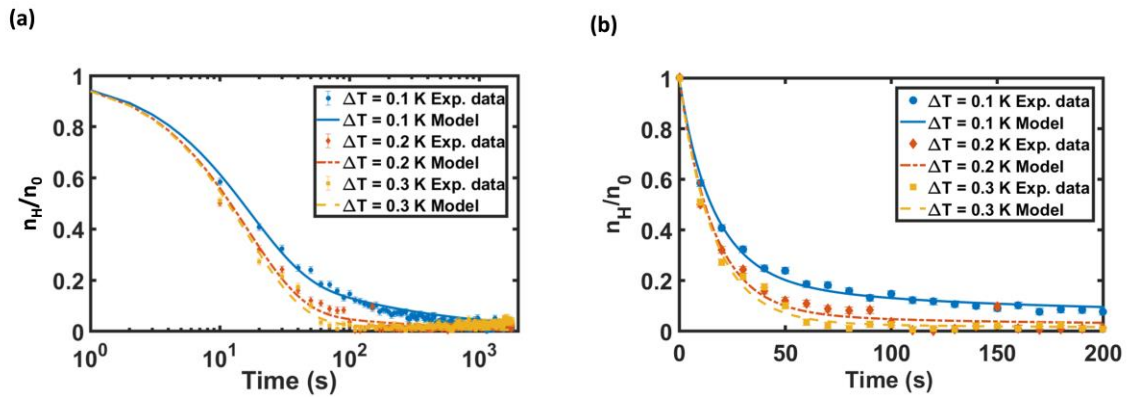 (a)
1
0.8
0.6
0.4
0.2
0
n_H/n_0
10^0
10^1
10^2
10^3
Time (s)
ΔT = 0.1 K Exp. data
ΔT = 0.1 K Model
ΔT = 0.2 K Exp. data
ΔT = 0.2 K Model
ΔT = 0.3 K Exp. data
ΔT = 0.3 K Model
(b)
1
0.8
0.6
0.4
0.2
0
n_H/n_0
0
50
100
150
200
Time (s)
ΔT = 0.1 K Exp. data
ΔT = 0.1 K Model
ΔT = 0.2 K Exp. data
ΔT = 0.2 K Model
ΔT = 0.3 K Exp. data
ΔT = 0.3 K Model